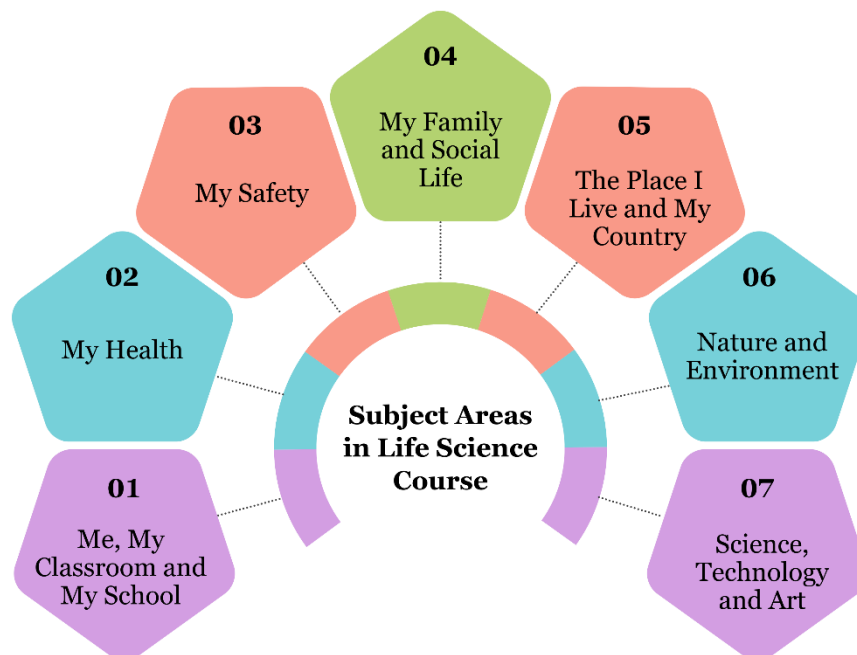 01
Me, My
Classroom and
My School
02
My Health
03
My Safety
04
My Family
and Social
Life
05
The Place I
Live and My
Country
06
Nature and
Environment
07
Science,
Technology
and Art
Subject Areas
in Life Science
Course